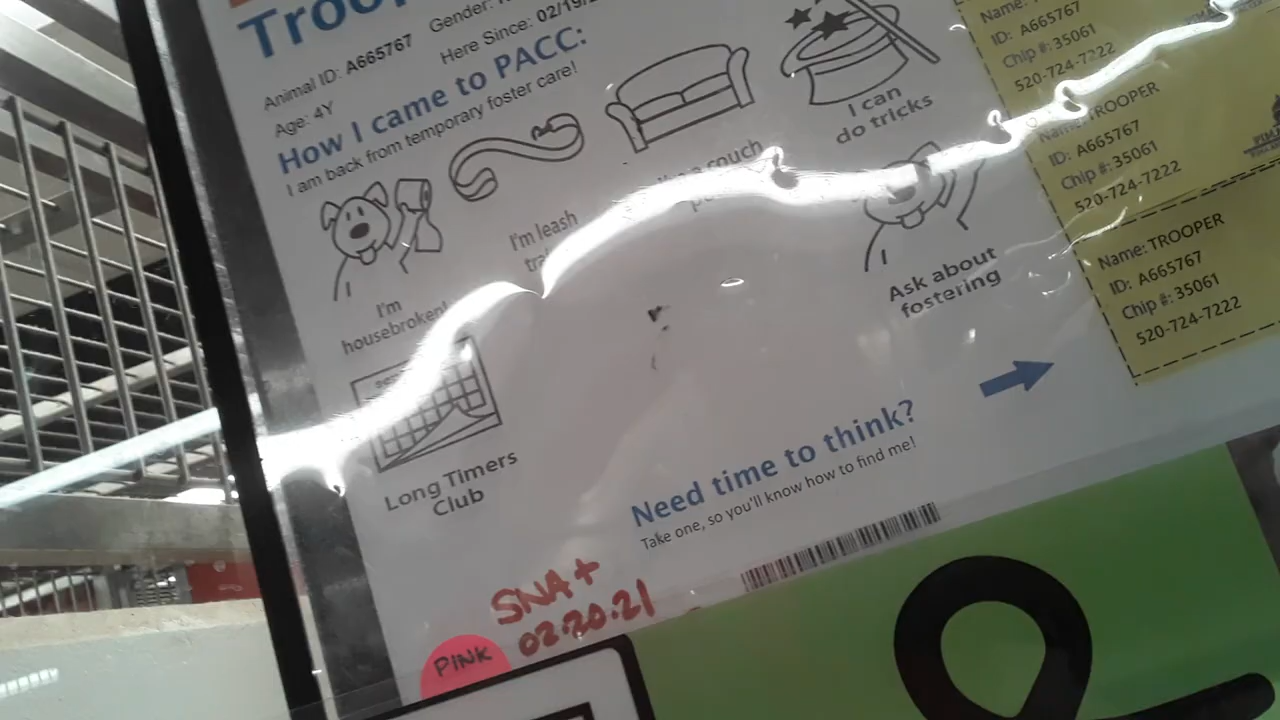 Animal ID: A665767
Gender:
Age: 4Y
Here Since: 02/19/
How I came to PACC:
I am back from temporary foster care!
I'm
housebroken!
I'm leash
couch
I can
do tricks
Ask about
fostering
Long Timers
Club
Need time to think?
Take one, so you'll know how to find me!
SNA+
02.20.21
PINK
Name:
ID: A665767
Chip #: 35061
520-724-7222
Name: TROOPER
ID: A665767
Chip #: 35061
520-724-7222
Name: TROOPER
ID: A665767
Chip #: 35061
520-724-7222